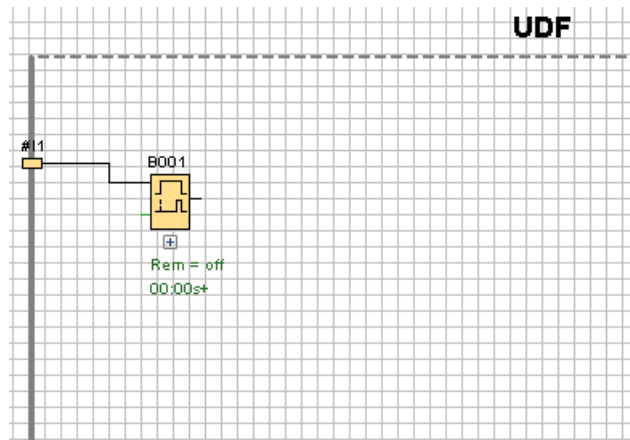 UDF
#I1
B001
Rem = off
00:00s+